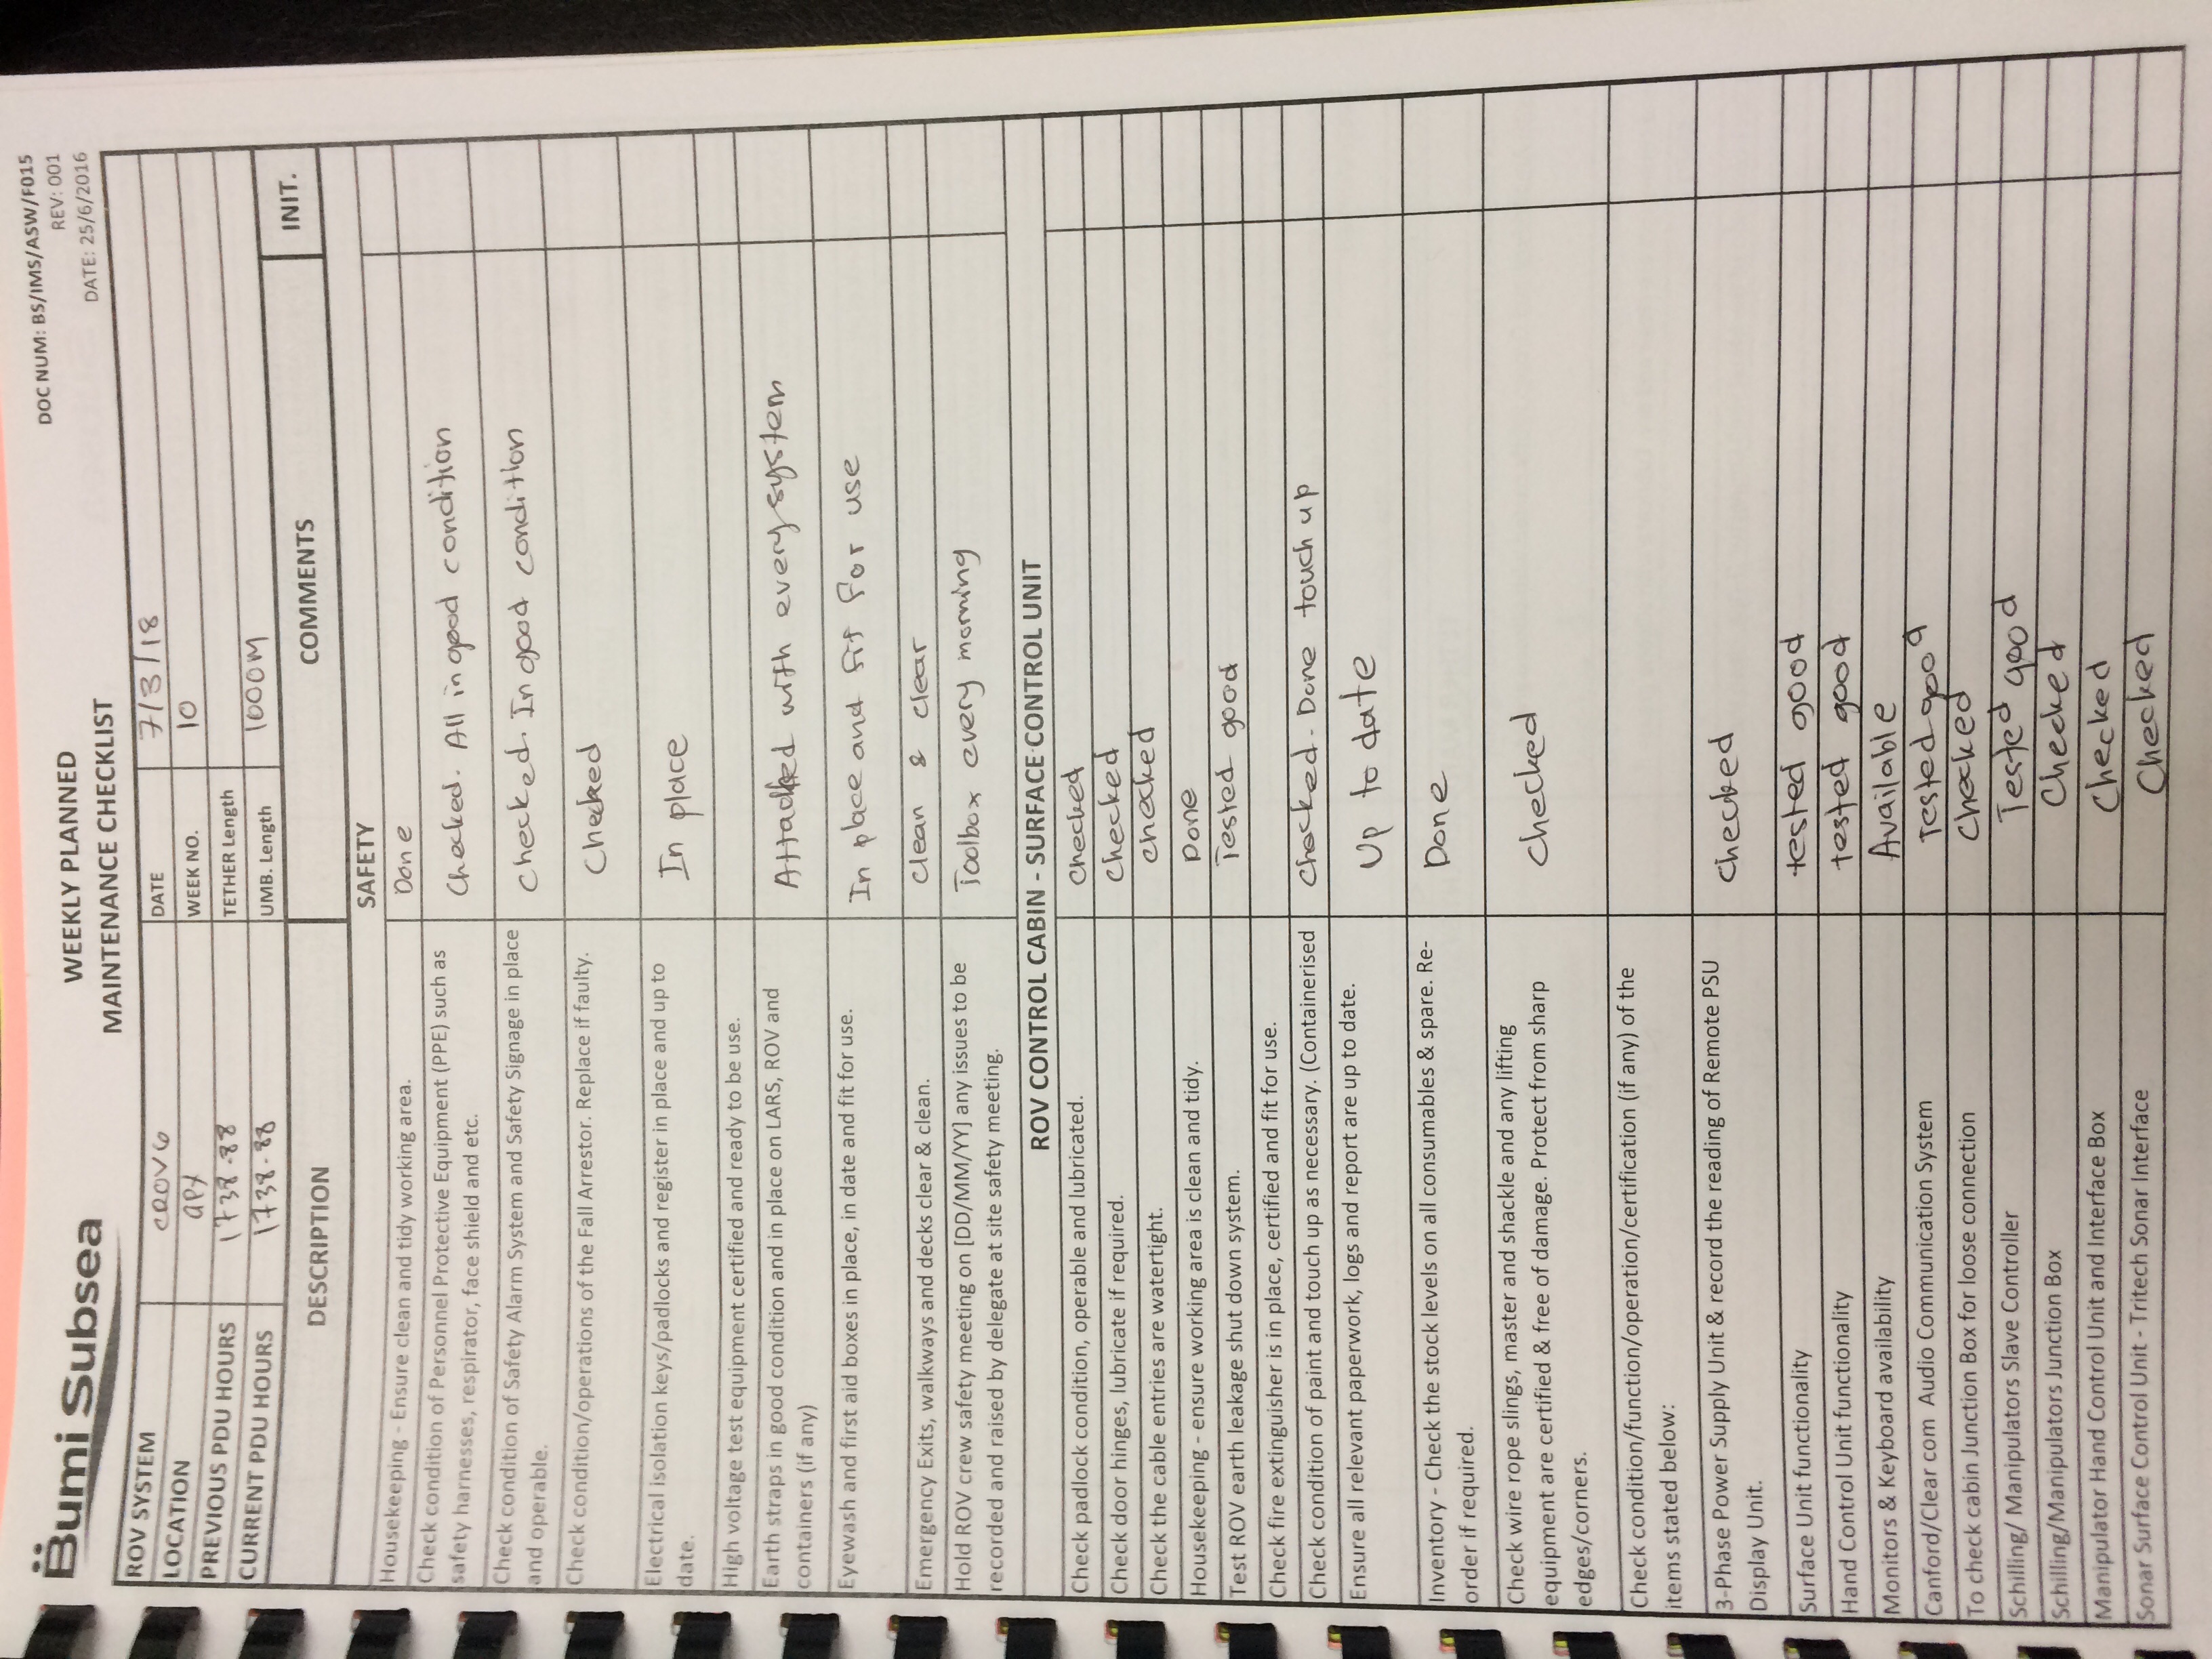 Bumi Subsea
WEEKLY PLANNED
MAINTENANCE CHECKLIST
DOC NUM: BS/IMS/ASW/F015
REV: 001
DATE: 25/6/2016
ROV SYSTEM CROV6 DATE 7/3/18
LOCATION WEEK NO. 10
PREVIOUS PDU HOURS 1738.88 TETHER Length
CURRENT PDU HOURS 1738.88 UMB. Length 1000M
DESCRIPTION COMMENTS INIT.
SAFETY
Housekeeping - Ensure clean and tidy working area. Done
Check condition of Personnel Protective Equipment (PPE) such as
safety harnesses, respirator, face shield and etc. Checked. All in good condition
Check condition of Safety Alarm System and Safety Signage in place
and operable. Checked. In good condition
Check condition/operations of the Fall Arrestor. Replace if faulty. Checked
Electrical isolation keys/padlocks and register in place and up to
date. In place
High voltage test equipment certified and ready to be use.
Earth straps in good condition and in place on LARS, ROV and
containers (if any) Attached with every system
Eyewash and first aid boxes in place, in date and fit for use. In place and fit for use
Emergency Exits, walkways and decks clear & clean. clean & clear
Hold ROV crew safety meeting on [DD/MM/YY] any issues to be
recorded and raised by delegate at site safety meeting. Toolbox every morning
ROV CONTROL CABIN - SURFACE CONTROL UNIT
Check padlock condition, operable and lubricated. checked
Check door hinges, lubricate if required. Checked
Check the cable entries are watertight. checked
Housekeeping - ensure working area is clean and tidy. Done
Test ROV earth leakage shut down system. Tested good
Check fire extinguisher is in place, certified and fit for use.
Check condition of paint and touch up as necessary. (Containerised Checked. Done touch up
Ensure all relevant paperwork, logs and report are up to date. Up to date
Inventory - Check the stock levels on all consumables & spare. Re-
order if required. Done
Check wire rope slings, master and shackle and any lifting
equipment are certified & free of damage. Protect from sharp
edges/corners. Checked
Check condition/function/operation/certification (if any) of the
items stated below:
3-Phase Power Supply Unit & record the reading of Remote PSU
Display Unit. Checked
Surface Unit functionality tested good
Hand Control Unit functionality tested good
Monitors & Keyboard availability Available
Canford/Clear com Audio Communication System Tested good
To check cabin Junction Box for loose connection Checked
Schilling/ Manipulators Slave Controller Tested good
Schilling/Manipulators Junction Box Checked
Manipulator Hand Control Unit and Interface Box Checked
Sonar Surface Control Unit - Tritech Sonar Interface Checked